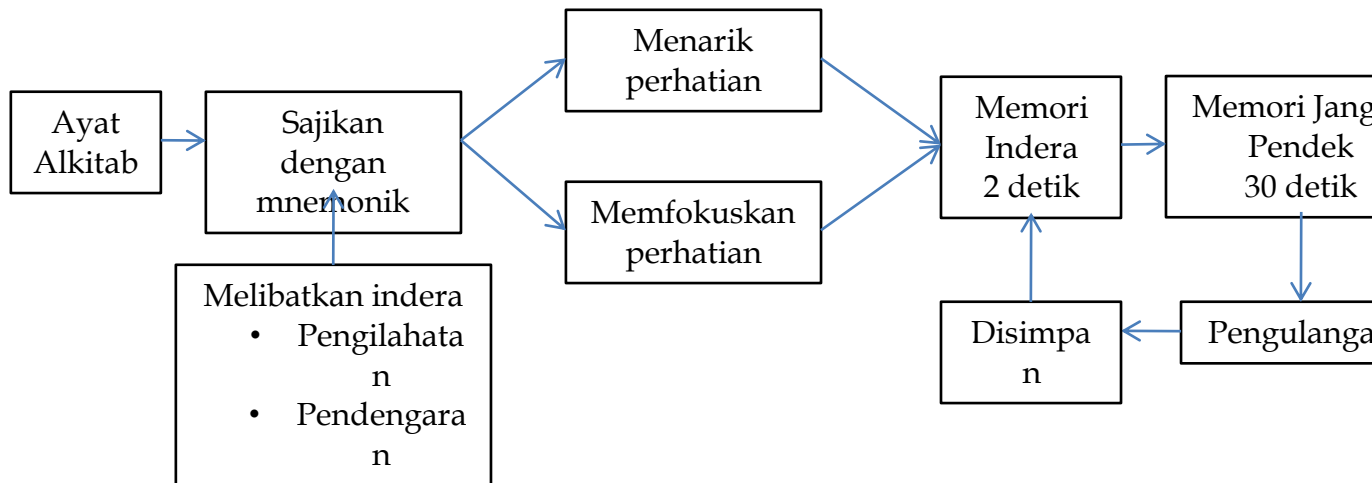 Ayat
Alkitab
Sajikan
dengan
mnemonik
Melibatkan indera
• Pengilahata
n
• Pendengara
n
Menarik
perhatian
Memfokuskan
perhatian
Memori
Indera
2 detik
Memori Jang
Pendek
30 detik
Pengulanga
Disimpa
n